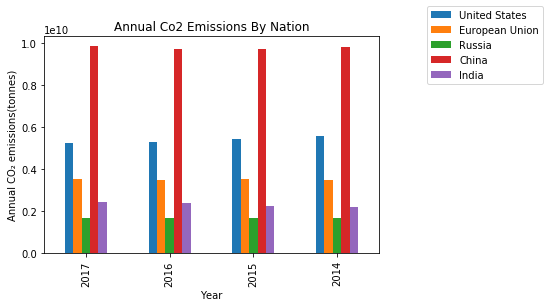 Annual Co2 Emissions By Nation
1e10
1.0
0.8
0.6
0.4
0.2
0.0
Annual CO₂ emissions(tonnes)
2017
2016
2015
2014
Year
United States
European Union
Russia
China
India